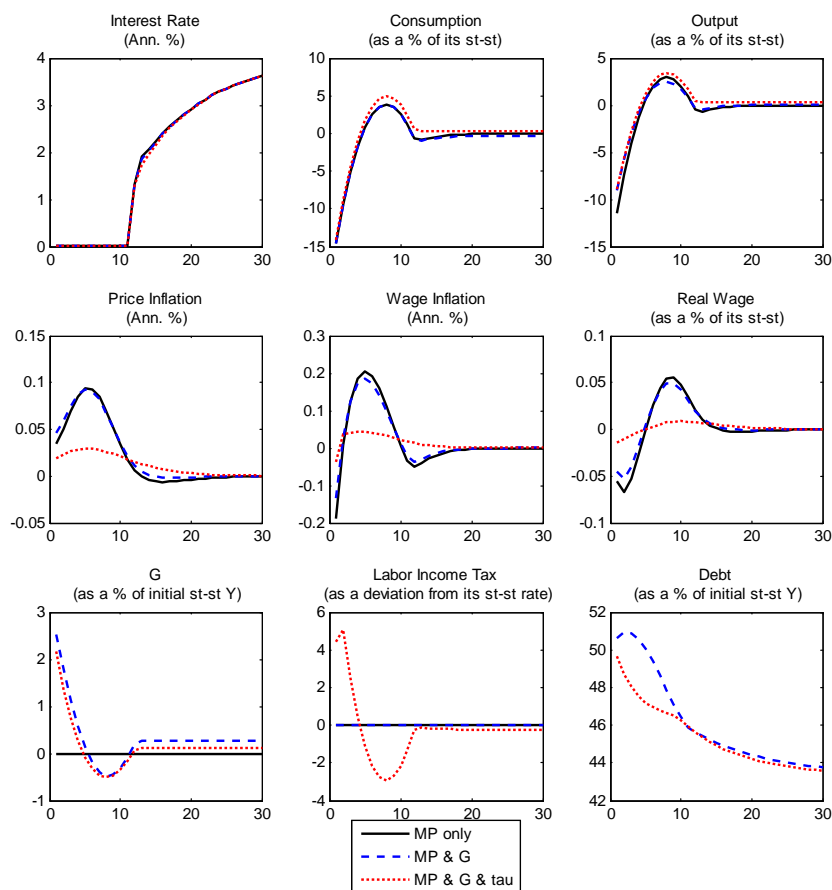 Interest Rate
(Ann. %)
4
3
2
1
0
0 10 20 30
Consumption
(as a % of its st-st)
10
5
0
-5
-10
-15
0 10 20 30
Output
(as a % of its st-st)
5
0
-5
-10
-15
0 10 20 30
Price Inflation
(Ann. %)
0.15
0.1
0.05
0
-0.05
0 10 20 30
Wage Inflation
(Ann. %)
0.3
0.2
0.1
0
-0.1
-0.2
0 10 20 30
Real Wage
(as a % of its st-st)
0.1
0.05
0
-0.05
-0.1
0 10 20 30
G
(as a % of initial st-st Y)
3
2
1
0
-1
0 10 20 30
Labor Income Tax
(as a deviation from its st-st rate)
6
4
2
0
-2
-4
0 10 20 30
Debt
(as a % of initial st-st Y)
52
50
48
46
44
42
0 10 20 30
MP only
MP & G
MP & G & tau